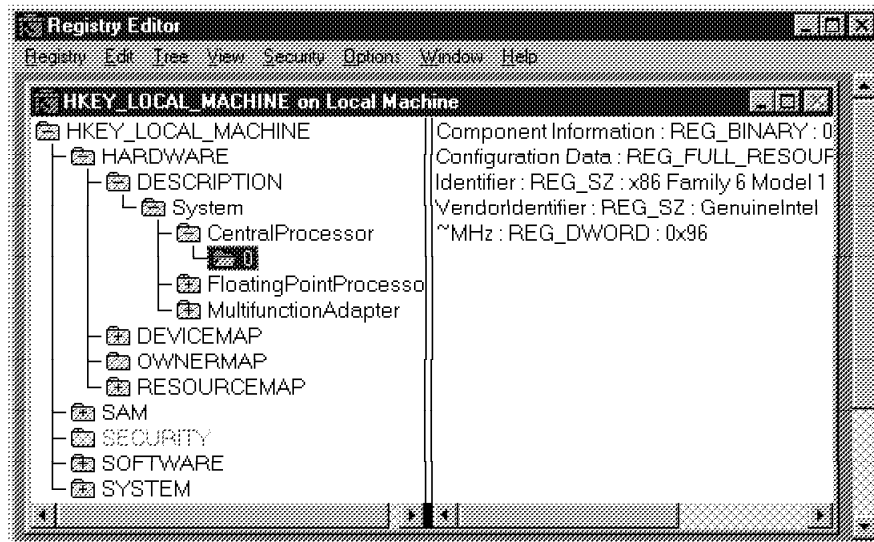 Registry Editor
Registry Edit Tree View Security Options Window Help
HKEY_LOCAL_MACHINE on Local Machine
HKEY_LOCAL_MACHINE
HARDWARE
DESCRIPTION
System
CentralProcessor
0
FloatingPointProcesso
MultifunctionAdapter
DEVICEMAP
OWNERMAP
RESOURCEMAP
SAM
SECURITY
SOFTWARE
SYSTEM
Component Information : REG_BINARY : 0
Configuration Data : REG_FULL_RESOUR
Identifier : REG_SZ : x86 Family 6 Model 1
VendorIdentifier : REG_SZ : GenuineIntel
~MHz : REG_DWORD : 0x96